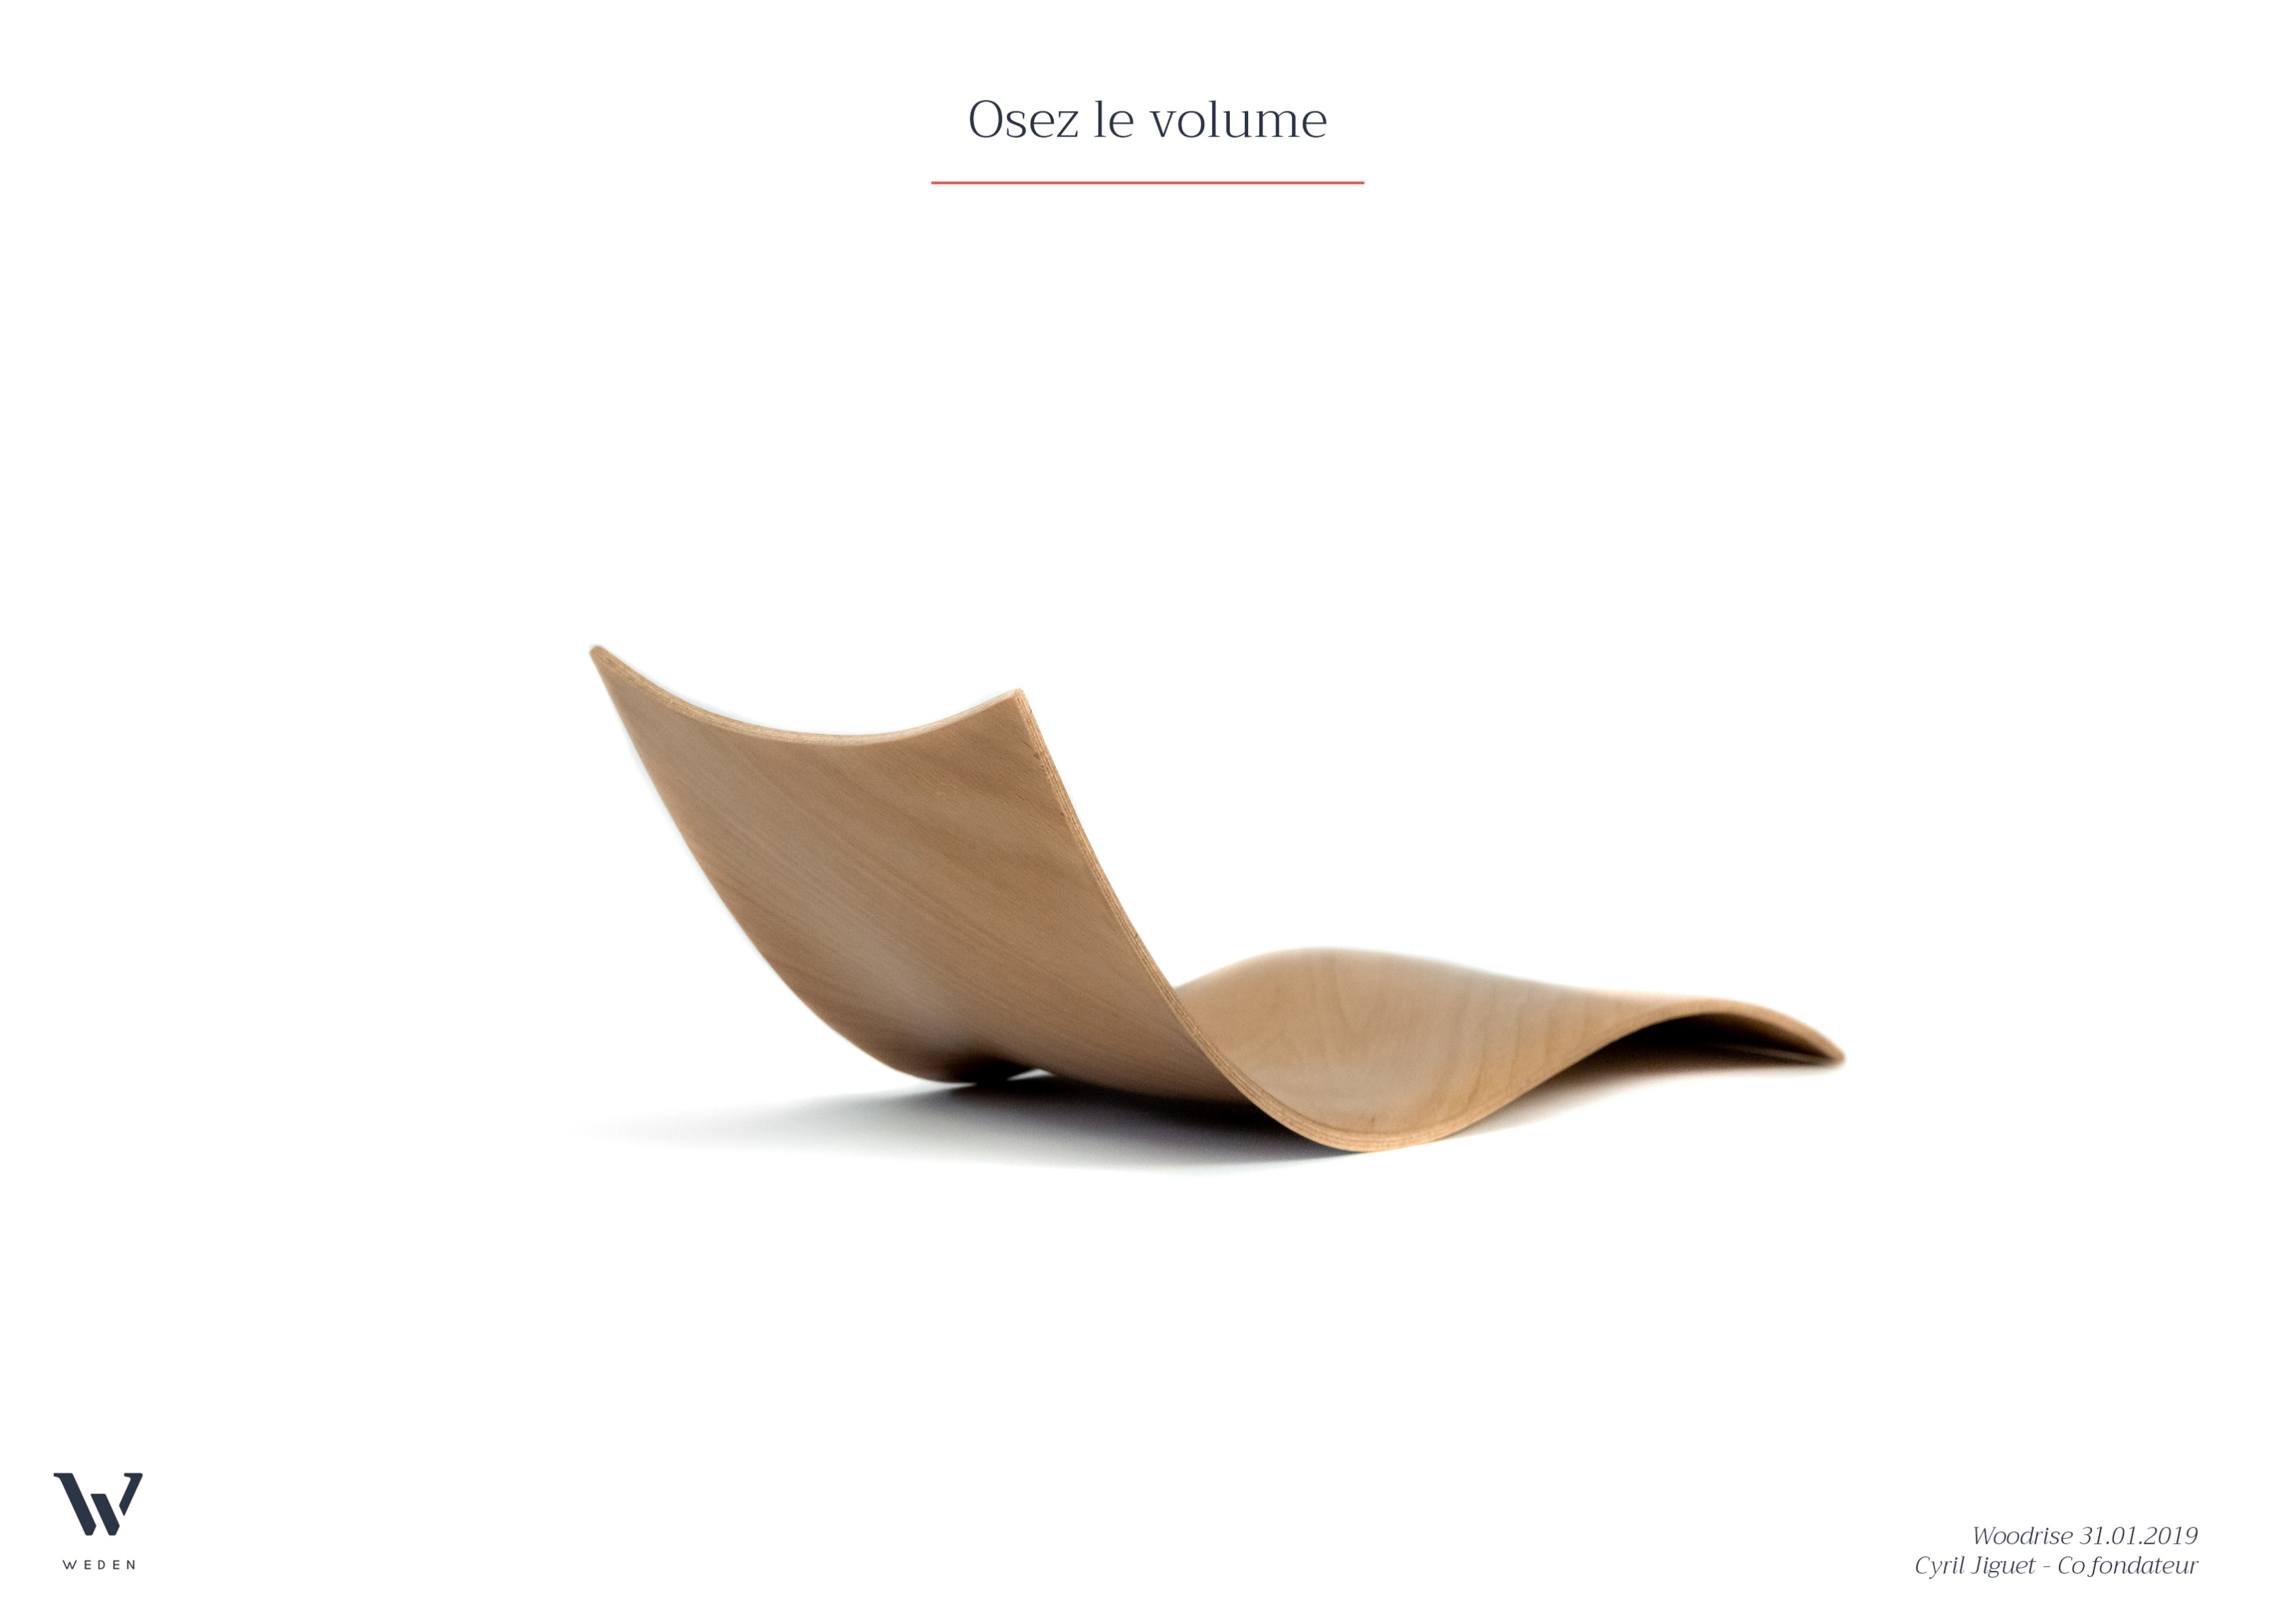 Osez le volume
WEDEN
Woodrise 31.01.2019
Cyril Jiguet - Co fondateur